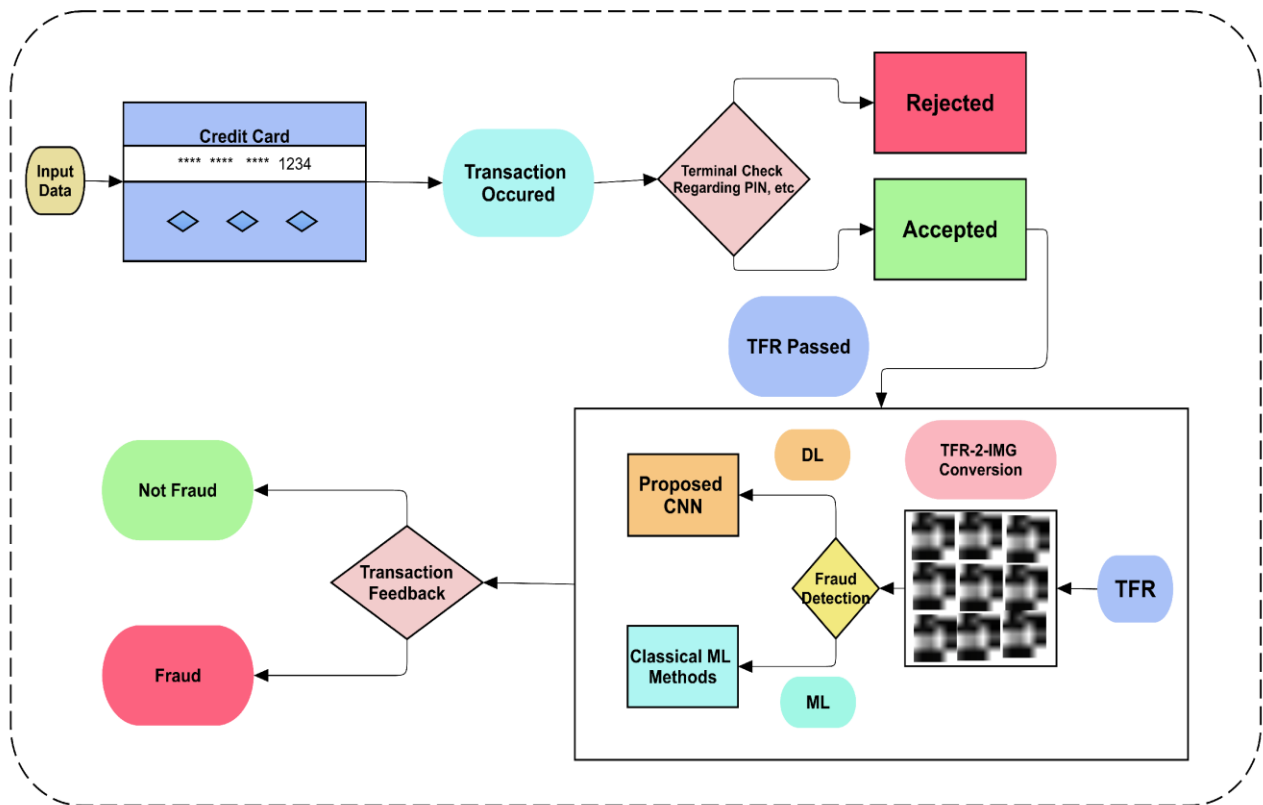 Input
Data
Credit Card
**** **** **** 1234
Transaction
Occured
Terminal Check
Regarding PIN, etc
Rejected
Accepted
TFR Passed
DL
TFR-2-IMG
Conversion
Proposed
CNN
Fraud
Detection
TFR
Classical ML
Methods
ML
Transaction
Feedback
Not Fraud
Fraud